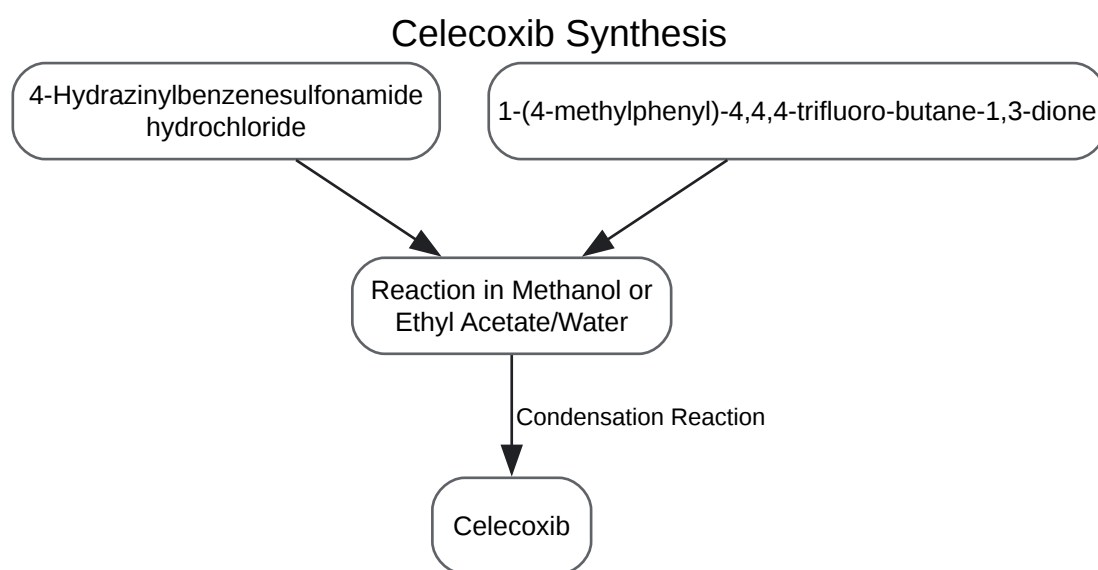 Celecoxib Synthesis
4-Hydrazinylbenzenesulfonamide
hydrochloride
1-(4-methylphenyl)-4,4,4-trifluoro-butane-1,3-dione
Reaction in Methanol or
Ethyl Acetate/Water
Condensation Reaction
Celecoxib